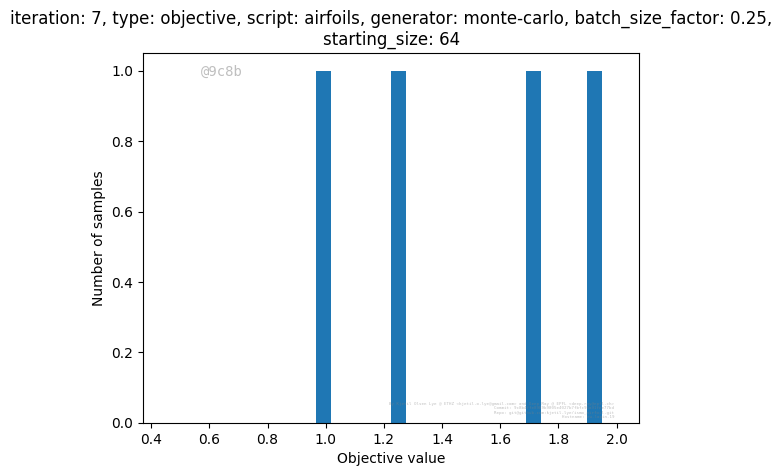 iteration: 7, type: objective, script: airfoils, generator: monte-carlo, batch_size_factor: 0.25,
starting_size: 64
@9c8b
1.0
0.8
0.6
0.4
0.2
0.0
Number of samples
0.4 0.6 0.8 1.0 1.2 1.4 1.6 1.8 2.0
Objective value